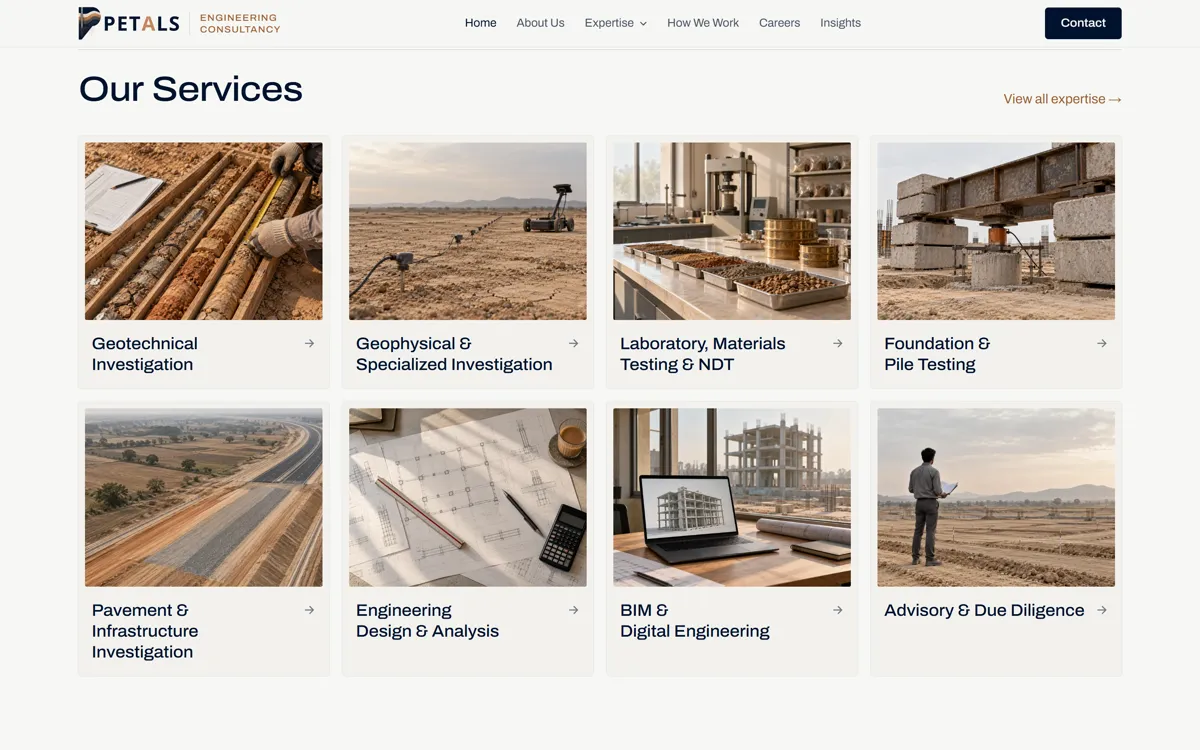 PETALS
ENGINEERING
CONSULTANCY
Home
About Us
Expertise
How We Work
Careers
Insights
Contact
Our Services
View all expertise →
Geotechnical
Investigation
→
Geophysical &
Specialized Investigation
→
Laboratory, Materials
Testing & NDT
→
Foundation &
Pile Testing
→
Pavement &
Infrastructure
Investigation
→
Engineering
Design & Analysis
→
BIM &
Digital Engineering
→
Advisory & Due Diligence
→